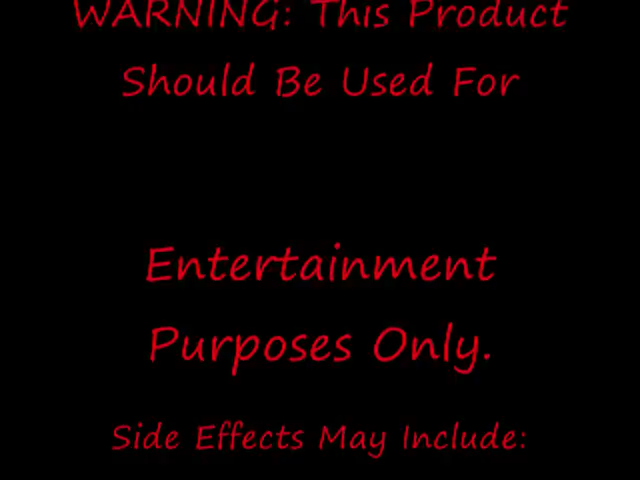 WARNING: This Product
Should Be Used For
Entertainment
Purposes Only.
Side Effects May Include: